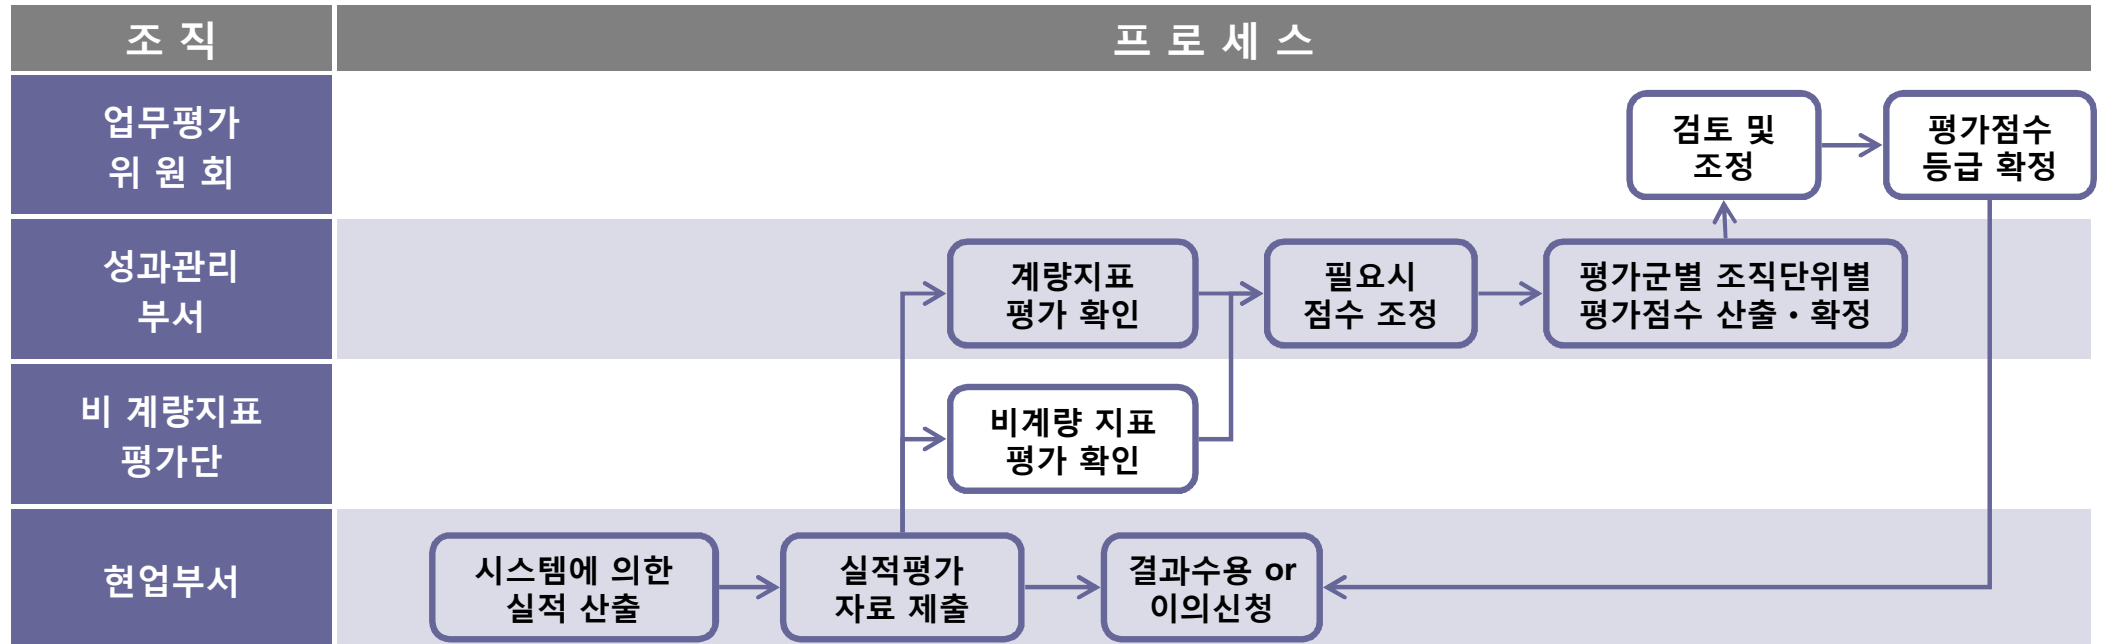 조 직
프 로 세 스
업무평가
위 원 회
검토 및
조정
평가점수
등급 확정
성과관리
부서
계량지표
평가 확인
필요시
점수 조정
평가군별 조직단위별
평가점수 산출・확정
비 계량지표
평가단
비계량 지표
평가 확인
현업부서
시스템에 의한
실적 산출
실적평가
자료 제출
결과수용 or
이의신청